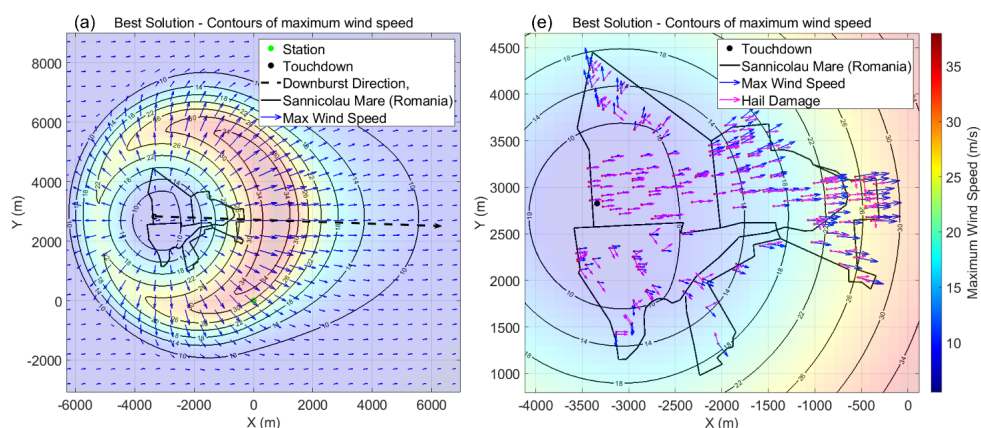 (a) Best Solution - Contours of maximum wind speed
Station
Touchdown
Downburst Direction,
Sannicolau Mare (Romania)
Max Wind Speed
Y (m)
8000
6000
4000
2000
0
-2000
-6000 -4000 -2000 0 2000 4000 6000
X (m)
(e) Best Solution - Contours of maximum wind speed
Touchdown
Sannicolau Mare (Romania)
Max Wind Speed
Hail Damage
Y (m)
4500
4000
3500
3000
2500
2000
1500
1000
-4000 -3500 -3000 -2500 -2000 -1500 -1000 -500 0
X (m)
35
30
25
20
15
10
Maximum Wind Speed (m/s)